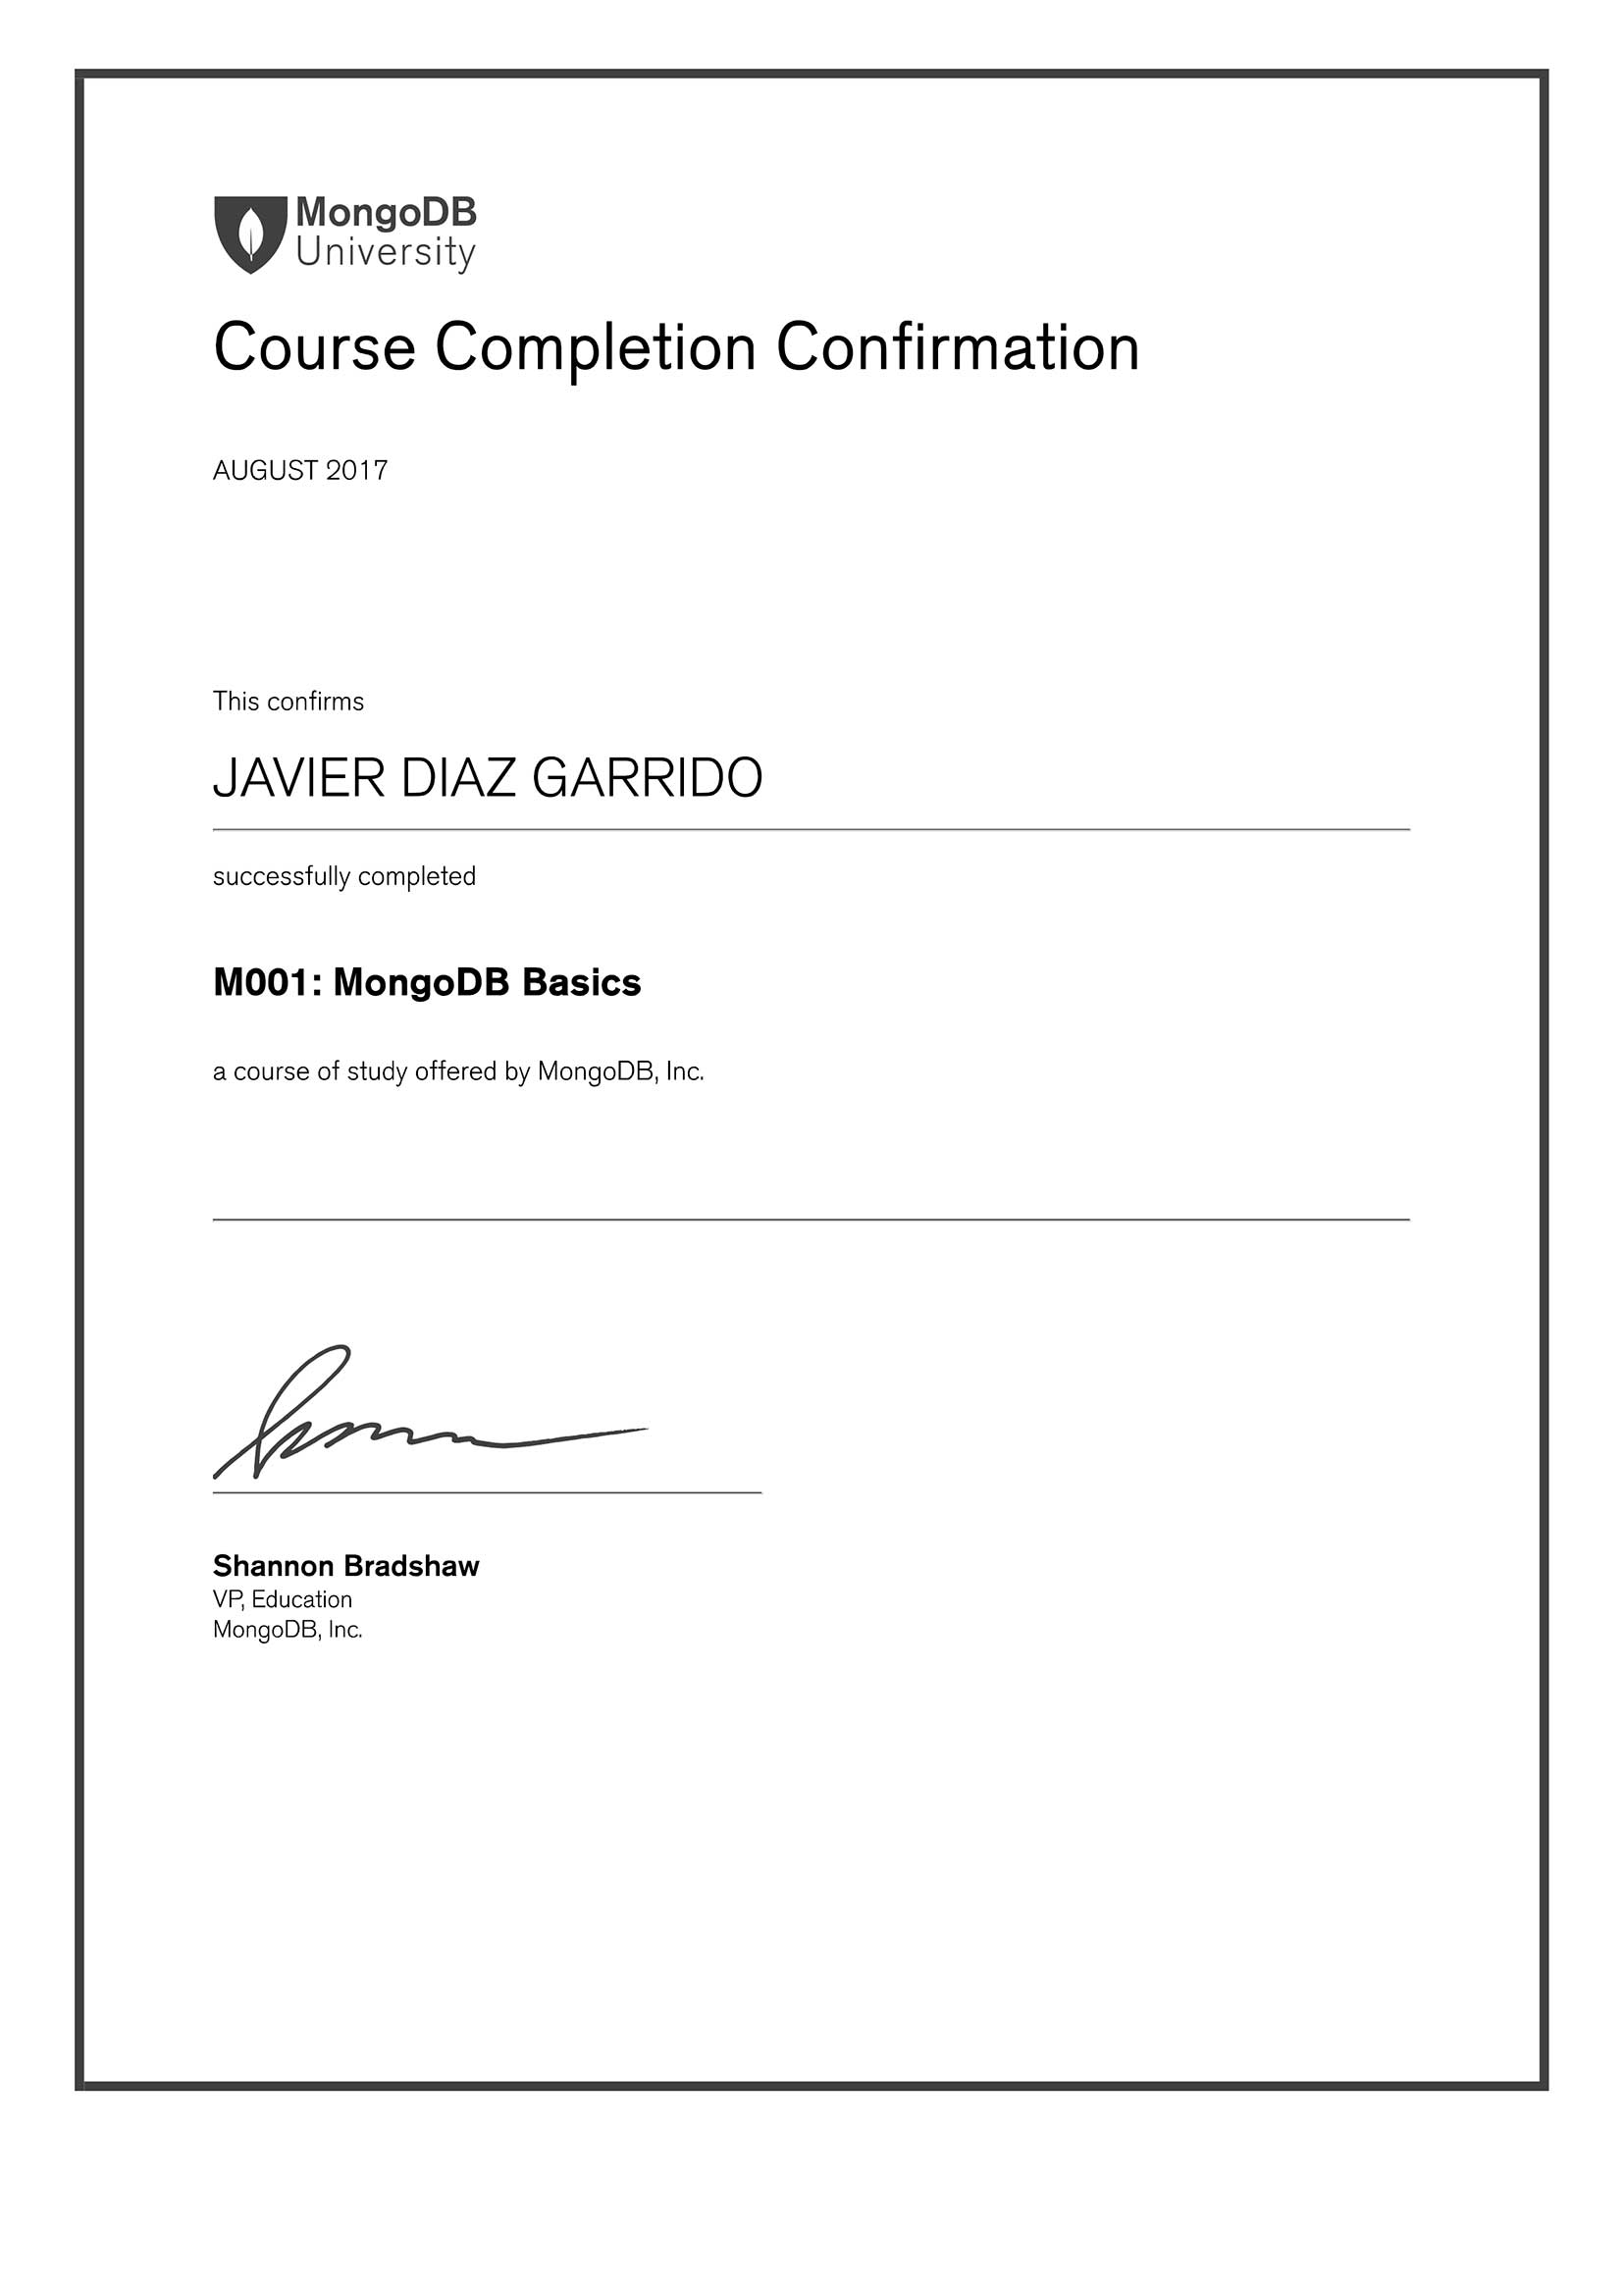 MongoDB
University
Course Completion Confirmation
AUGUST 2017
This confirms
JAVIER DIAZ GARRIDO
successfully completed
M001: MongoDB Basics
a course of study offered by MongoDB, Inc.
Shannon Bradshaw
VP, Education
MongoDB, Inc.